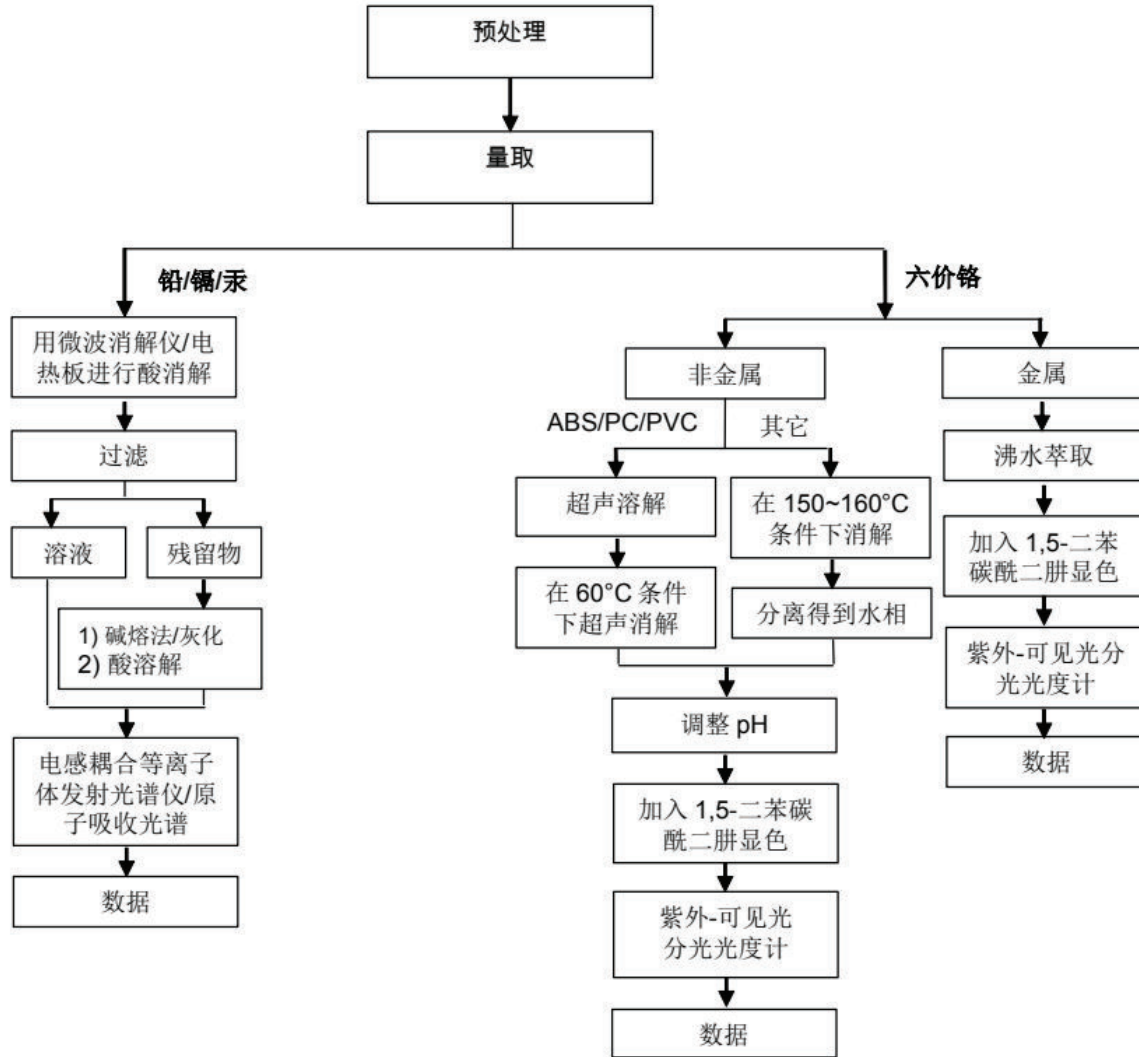 预处理
量取
铅/镉/汞
六价铬
用微波消解仪/电
热板进行酸消解
过滤
溶液
残留物
1) 碱熔法/灰化
2) 酸溶解
电感耦合等离子
体发射光谱仪/原
子吸收光谱
数据
非金属
ABS/PC/PVC
其它
超声溶解
在 60°C 条件
下超声消解
在 150~160°C
条件下消解
分离得到水相
调整 pH
加入 1,5-二苯碳
酰二肼显色
紫外-可见光
分光光度计
数据
金属
沸水萃取
加入 1,5-二苯
碳酰二肼显色
紫外-可见光分
光光度计
数据